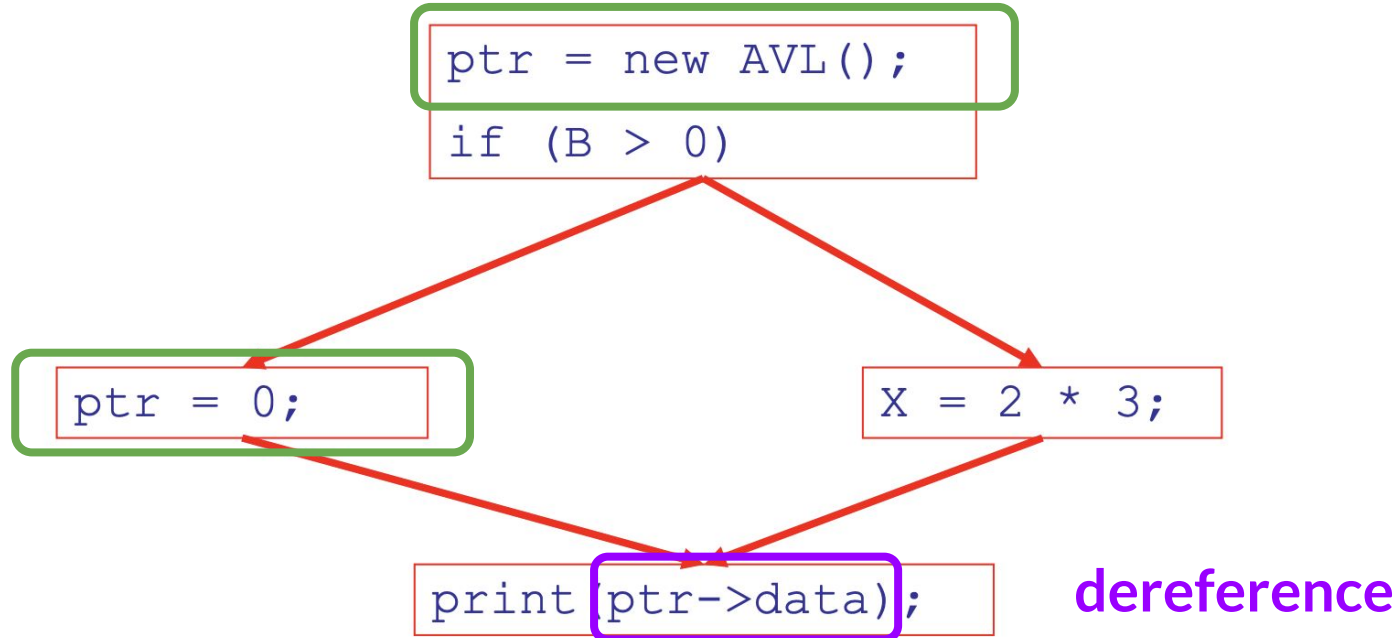 ptr = new AVL();
if (B > 0)
ptr = 0;
X = 2 * 3;
print(ptr->data);
dereference